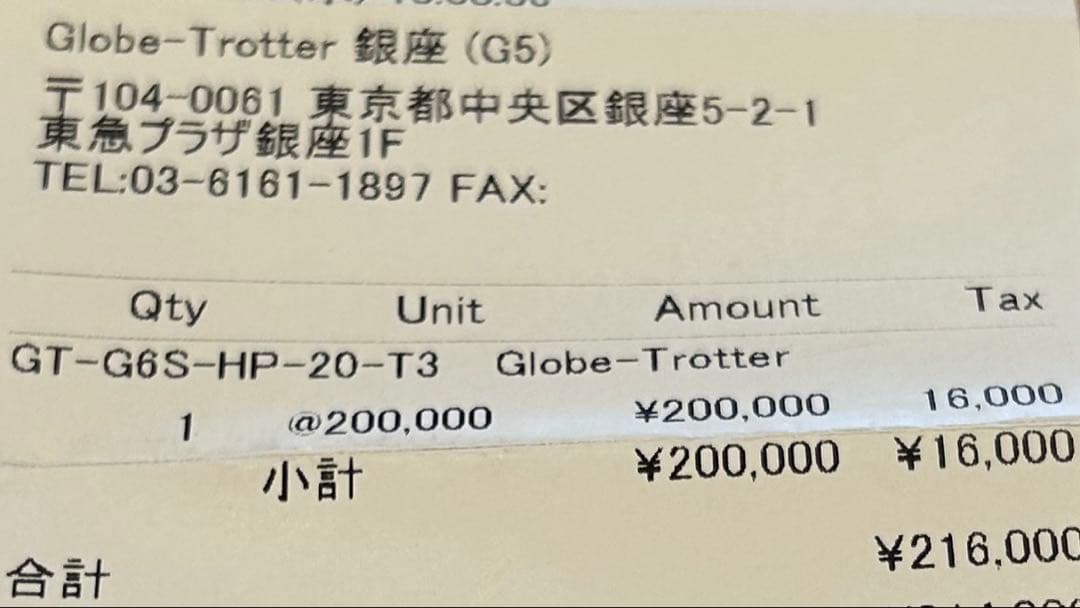 Globe-Trotter 銀座 (G5)
〒104-0061 東京都中央区銀座5-2-1
東急プラザ銀座1F
TEL:03-6161-1897 FAX:
Qty Unit Amount Tax
GT-G6S-HP-20-T3 Globe-Trotter
1 @200,000 ¥200,000 16,000
小計 ¥200,000 ¥16,000
合計 ¥216,000